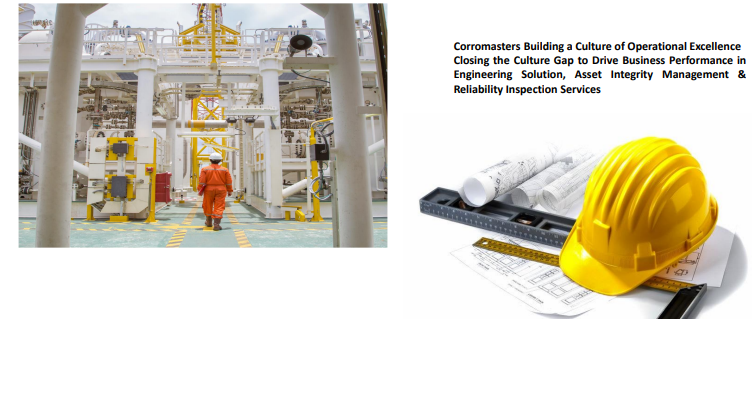 Corromasters Building a Culture of Operational Excellence
Closing the Culture Gap to Drive Business Performance in
Engineering Solution, Asset Integrity Management &
Reliability Inspection Services